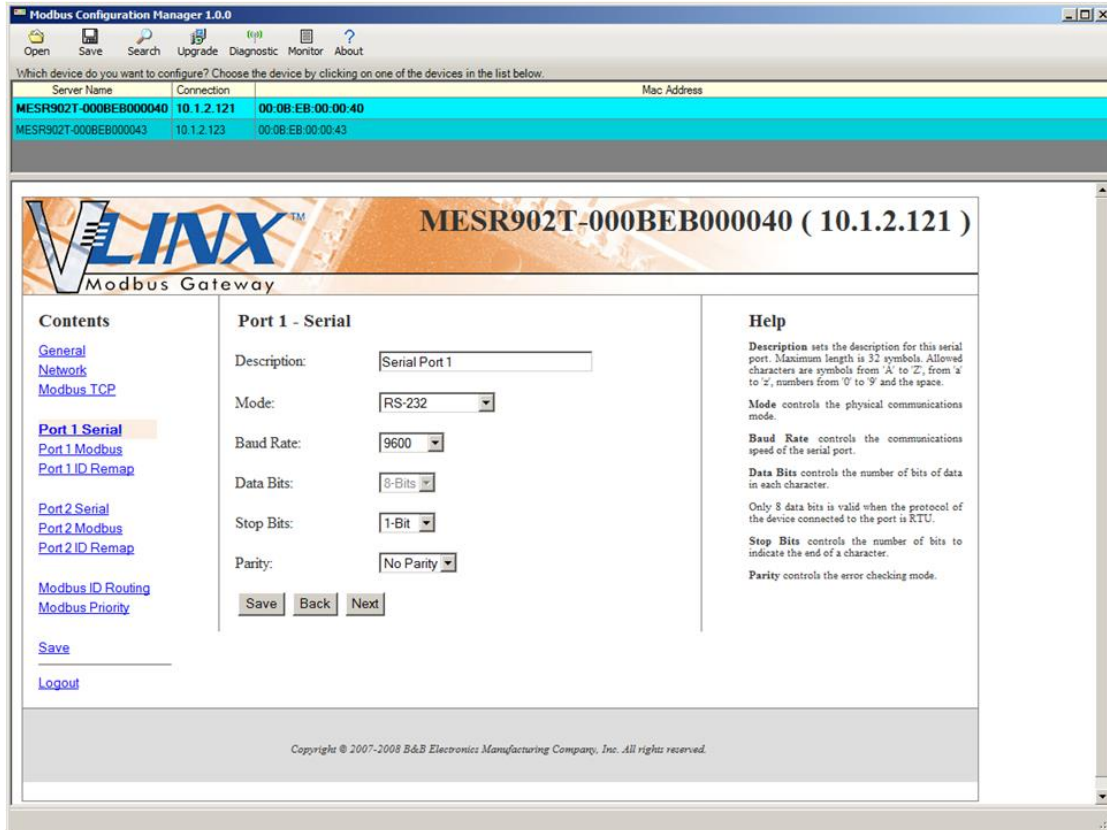 Modbus Configuration Manager 1.0.0
Open Save Search Upgrade Diagnostic Monitor About
Which device do you want to configure? Choose the device by clicking on one of the devices in the list below.
Server Name Connection Mac Address
MESR902T-000BEB000040 10.1.2.121 00:0B:EB:00:00:40
MESR902T-000BEB000043 10.1.2.123 00:0B:EB:00:00:43
VLINX™
Modbus Gateway
MESR902T-000BEB000040 ( 10.1.2.121 )
Contents
General
Network
Modbus TCP
Port 1 Serial
Port 1 Modbus
Port 1 ID Remap
Port 2 Serial
Port 2 Modbus
Port 2 ID Remap
Modbus ID Routing
Modbus Priority
Save
Logout
Port 1 - Serial
Description: Serial Port 1
Mode: RS-232
Baud Rate: 9600
Data Bits: 8-Bits
Stop Bits: 1-Bit
Parity: No Parity
Save Back Next
Help
Description sets the description for this serial
port. Maximum length is 32 symbols. Allowed
characters are symbols from 'A' to 'Z', from 'a'
to 'z', numbers from '0' to '9' and the space.
Mode controls the physical communications
mode.
Baud Rate controls the communications
speed of the serial port.
Data Bits controls the number of bits of data
in each character.
Only 8 data bits is valid when the protocol of
the device connected to the port is RTU.
Stop Bits controls the number of bits to
indicate the end of a character.
Parity controls the error checking mode.
Copyright © 2007-2008 B&B Electronics Manufacturing Company, Inc. All rights reserved.